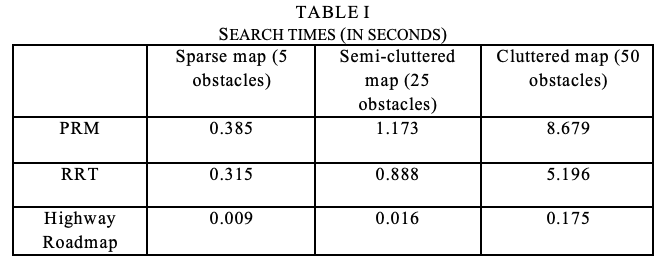 TABLE I
SEARCH TIMES (IN SECONDS)
Sparse map (5 obstacles) Semi-cluttered map (25 obstacles) Cluttered map (50 obstacles)
PRM 0.385 1.173 8.679
RRT 0.315 0.888 5.196
Highway Roadmap 0.009 0.016 0.175